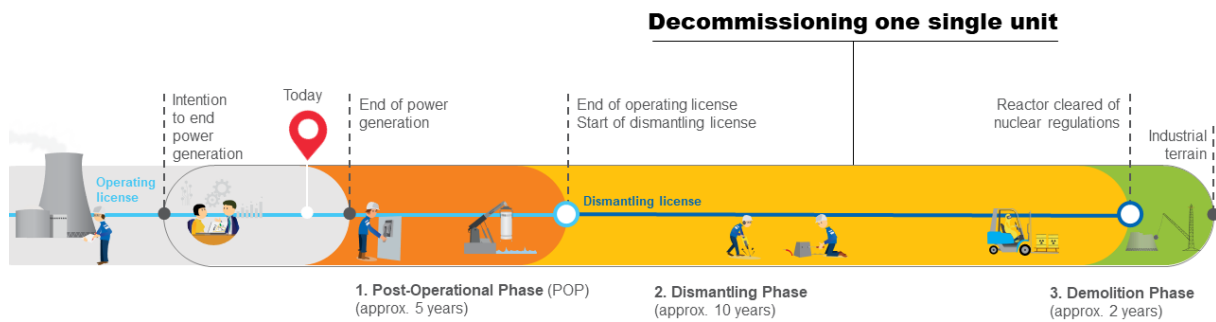 Decommissioning one single unit
Intention
to end
power
generation
Today
End of power
generation
End of operating license
Start of dismantling license
Reactor cleared of
nuclear regulations
Industrial
terrain
Operating
license
Dismantling license
1. Post-Operational Phase (POP)
(approx. 5 years)
2. Dismantling Phase
(approx. 10 years)
3. Demolition Phase
(approx. 2 years)